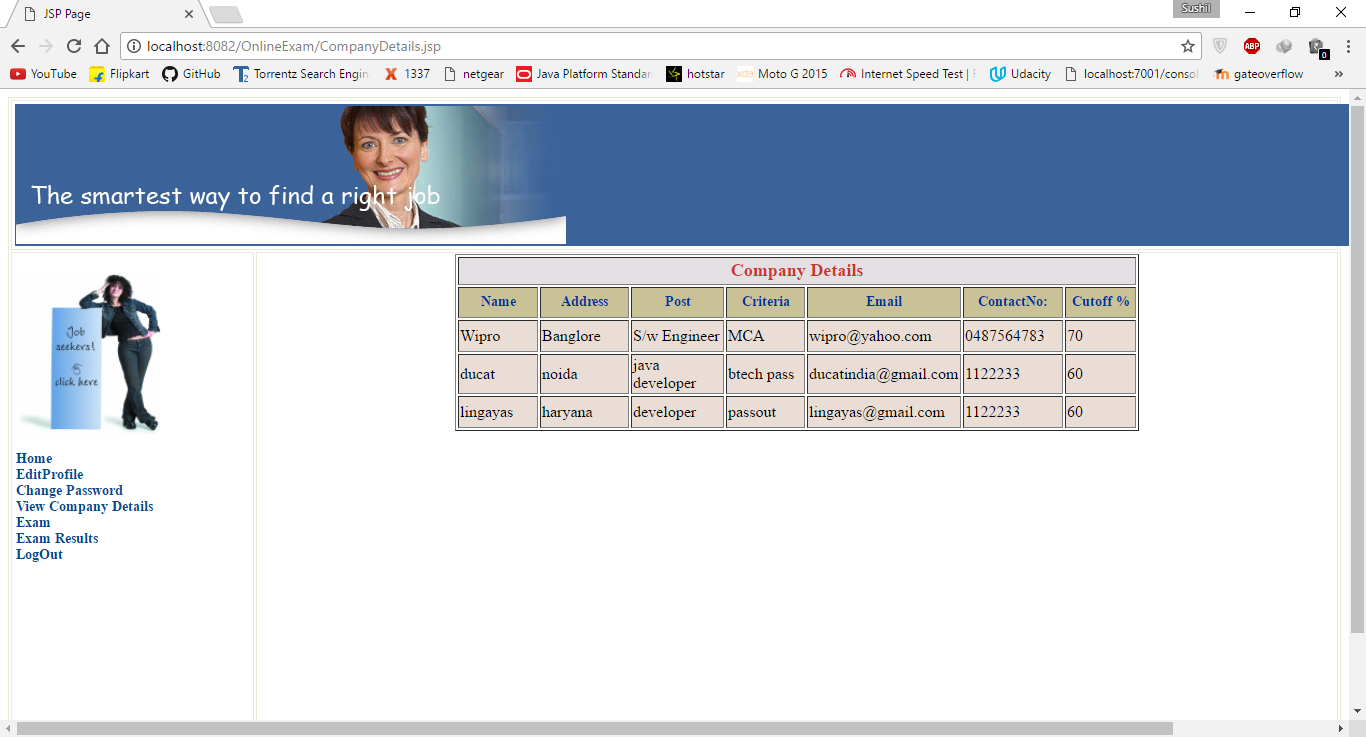 JSP Page
Sushil
localhost:8082/OnlineExam/CompanyDetails.jsp
ABP
0
YouTube
Flipkart
GitHub
Torrentz Search Engin
1337
netgear
Java Platform Standar
hotstar
Moto G 2015
Internet Speed Test |
Udacity
localhost:7001/consol
gateoverflow
»
The smartest way to find a right job
Job
seekers!
click here
Home
EditProfile
Change Password
View Company Details
Exam
Exam Results
LogOut
Company Details
Name Address Post Criteria Email ContactNo: Cutoff %
Wipro Banglore S/w Engineer MCA wipro@yahoo.com 0487564783 70
ducat noida java developer btech pass ducatindia@gmail.com 1122233 60
lingayas haryana developer passout lingayas@gmail.com 1122233 60